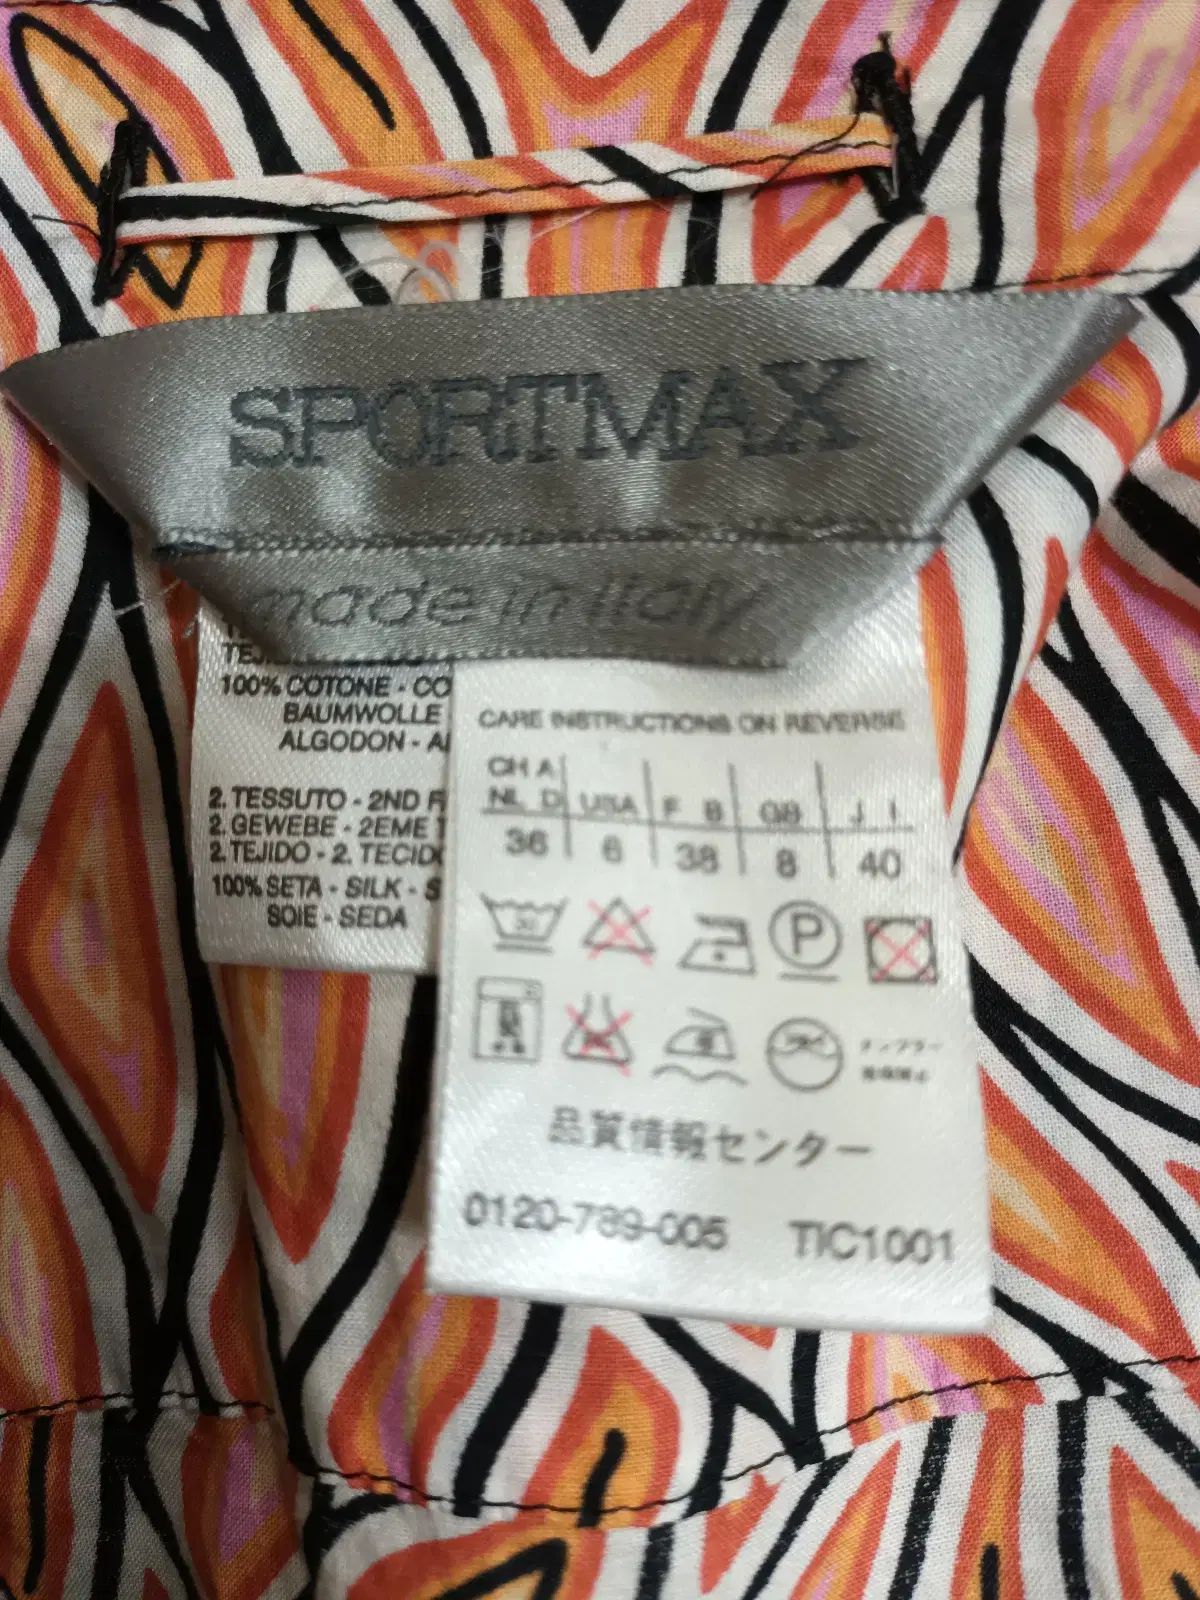 SPORTMAX
made in italy
100% COTONE - CO
BAUMWOLLE
ALGODON - A
2. TESSUTO - 2ND F
2. GEWEBE - 2EME T
2. TEJIDO - 2. TECID
100% SETA - SILK - S
SOIE - SEDA
CARE INSTRUCTIONS ON REVERSE
CH A
NL D USA F B GB J I
36 6 38 8 40
P
品質情報センター
0120-789-005 TIC1001